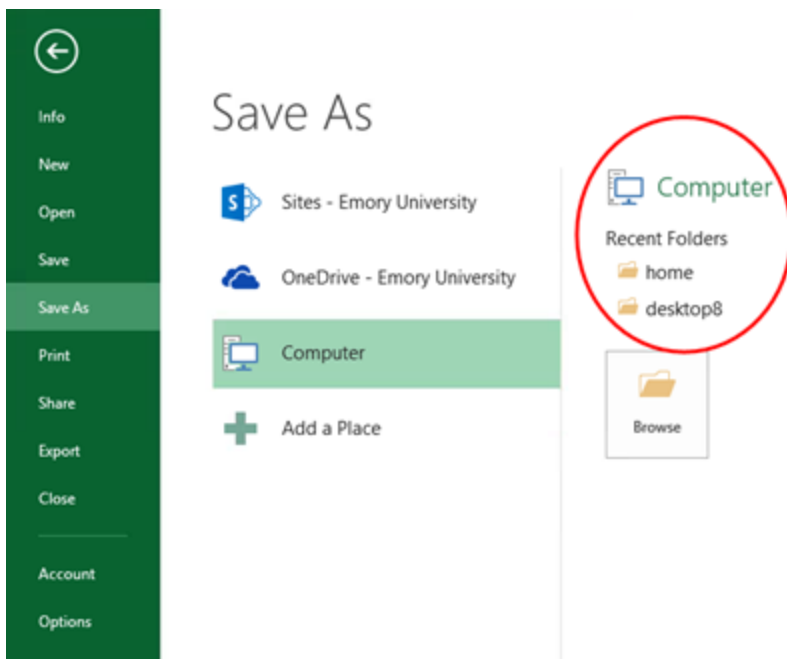 Info
New
Open
Save
Save As
Print
Share
Export
Close
Account
Options
Save As
S
Sites - Emory University
OneDrive - Emory University
Computer
Add a Place
Computer
Recent Folders
home
desktop8
Browse